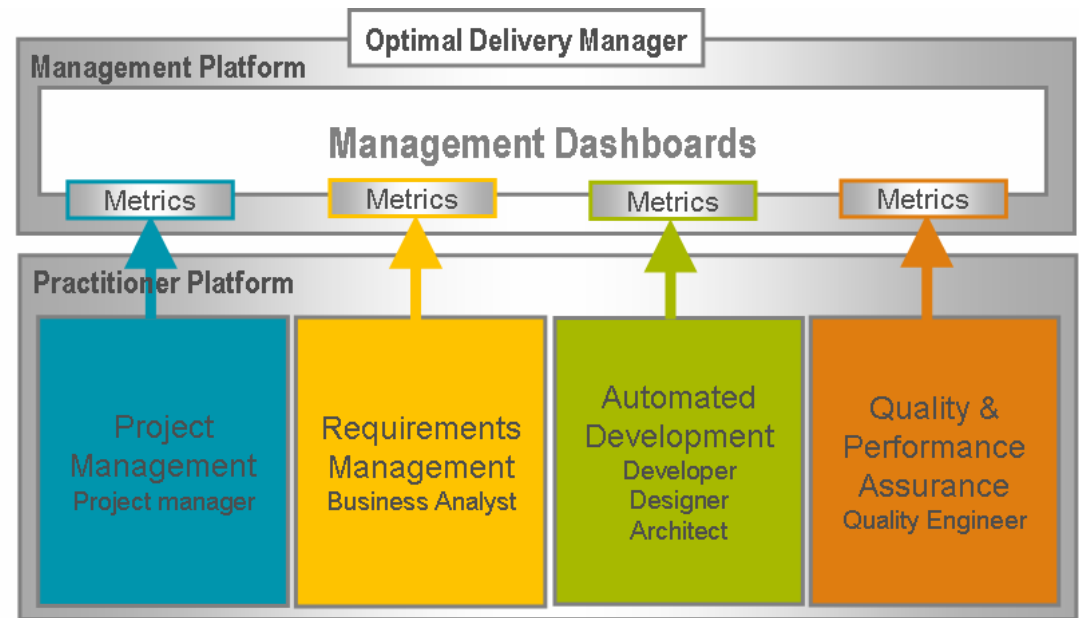 Optimal Delivery Manager
Management Platform
Management Dashboards
Metrics
Metrics
Metrics
Metrics
Practitioner Platform
Project
Management
Project manager
Requirements
Management
Business Analyst
Automated
Development
Developer
Designer
Architect
Quality &
Performance
Assurance
Quality Engineer